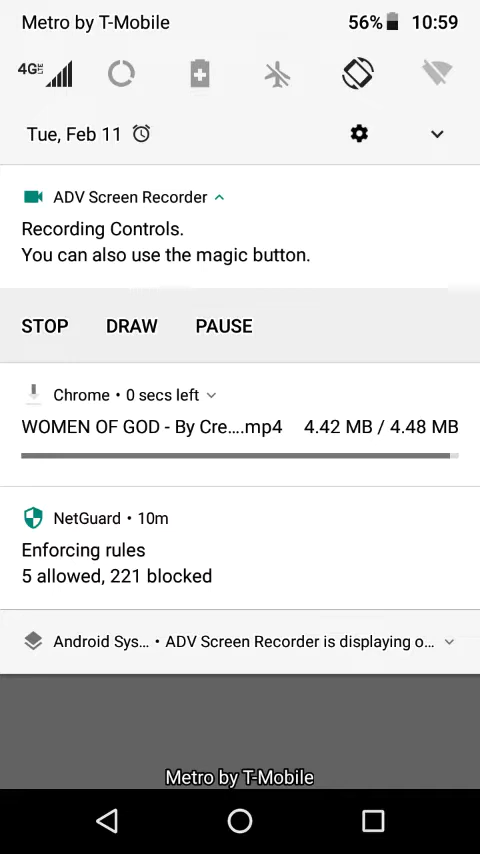 Metro by T-Mobile 56% 10:59
4G LTE
Tue, Feb 11
ADV Screen Recorder
Recording Controls.
You can also use the magic button.
STOP DRAW PAUSE
Chrome • 0 secs left
WOMEN OF GOD - By Cre....mp4 4.42 MB / 4.48 MB
NetGuard • 10m
Enforcing rules
5 allowed, 221 blocked
Android Sys... • ADV Screen Recorder is displaying o...
Metro by T-Mobile